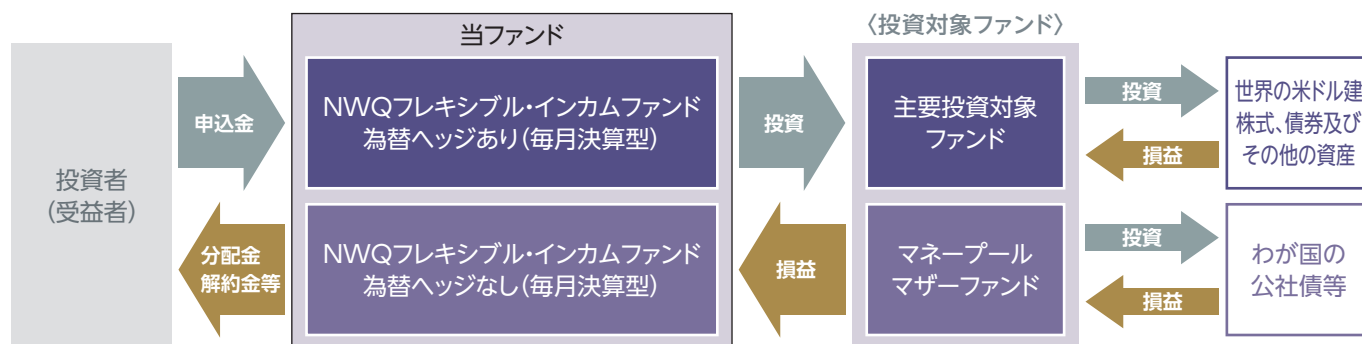 投資者
(受益者)
申込金
分配金
解約金等
当ファンド
NWQフレキシブル・インカムファンド
為替ヘッジあり(毎月決算型)
NWQフレキシブル・インカムファンド
為替ヘッジなし(毎月決算型)
投資
損益
〈投資対象ファンド〉
主要投資対象
ファンド
マネープール
マザーファンド
投資
損益
投資
損益
世界の米ドル建
株式、債券及び
その他の資産
わが国の
公社債等